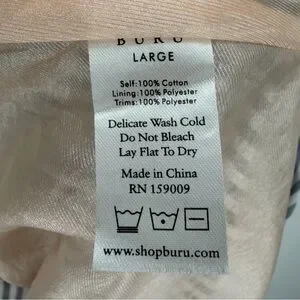 BURU
LARGE
Self:100% Cotton
Lining:100% Polyester
Trims:100% Polyester
Delicate Wash Cold
Do Not Bleach
Lay Flat To Dry
Made in China
RN 159009
www.shopburu.com